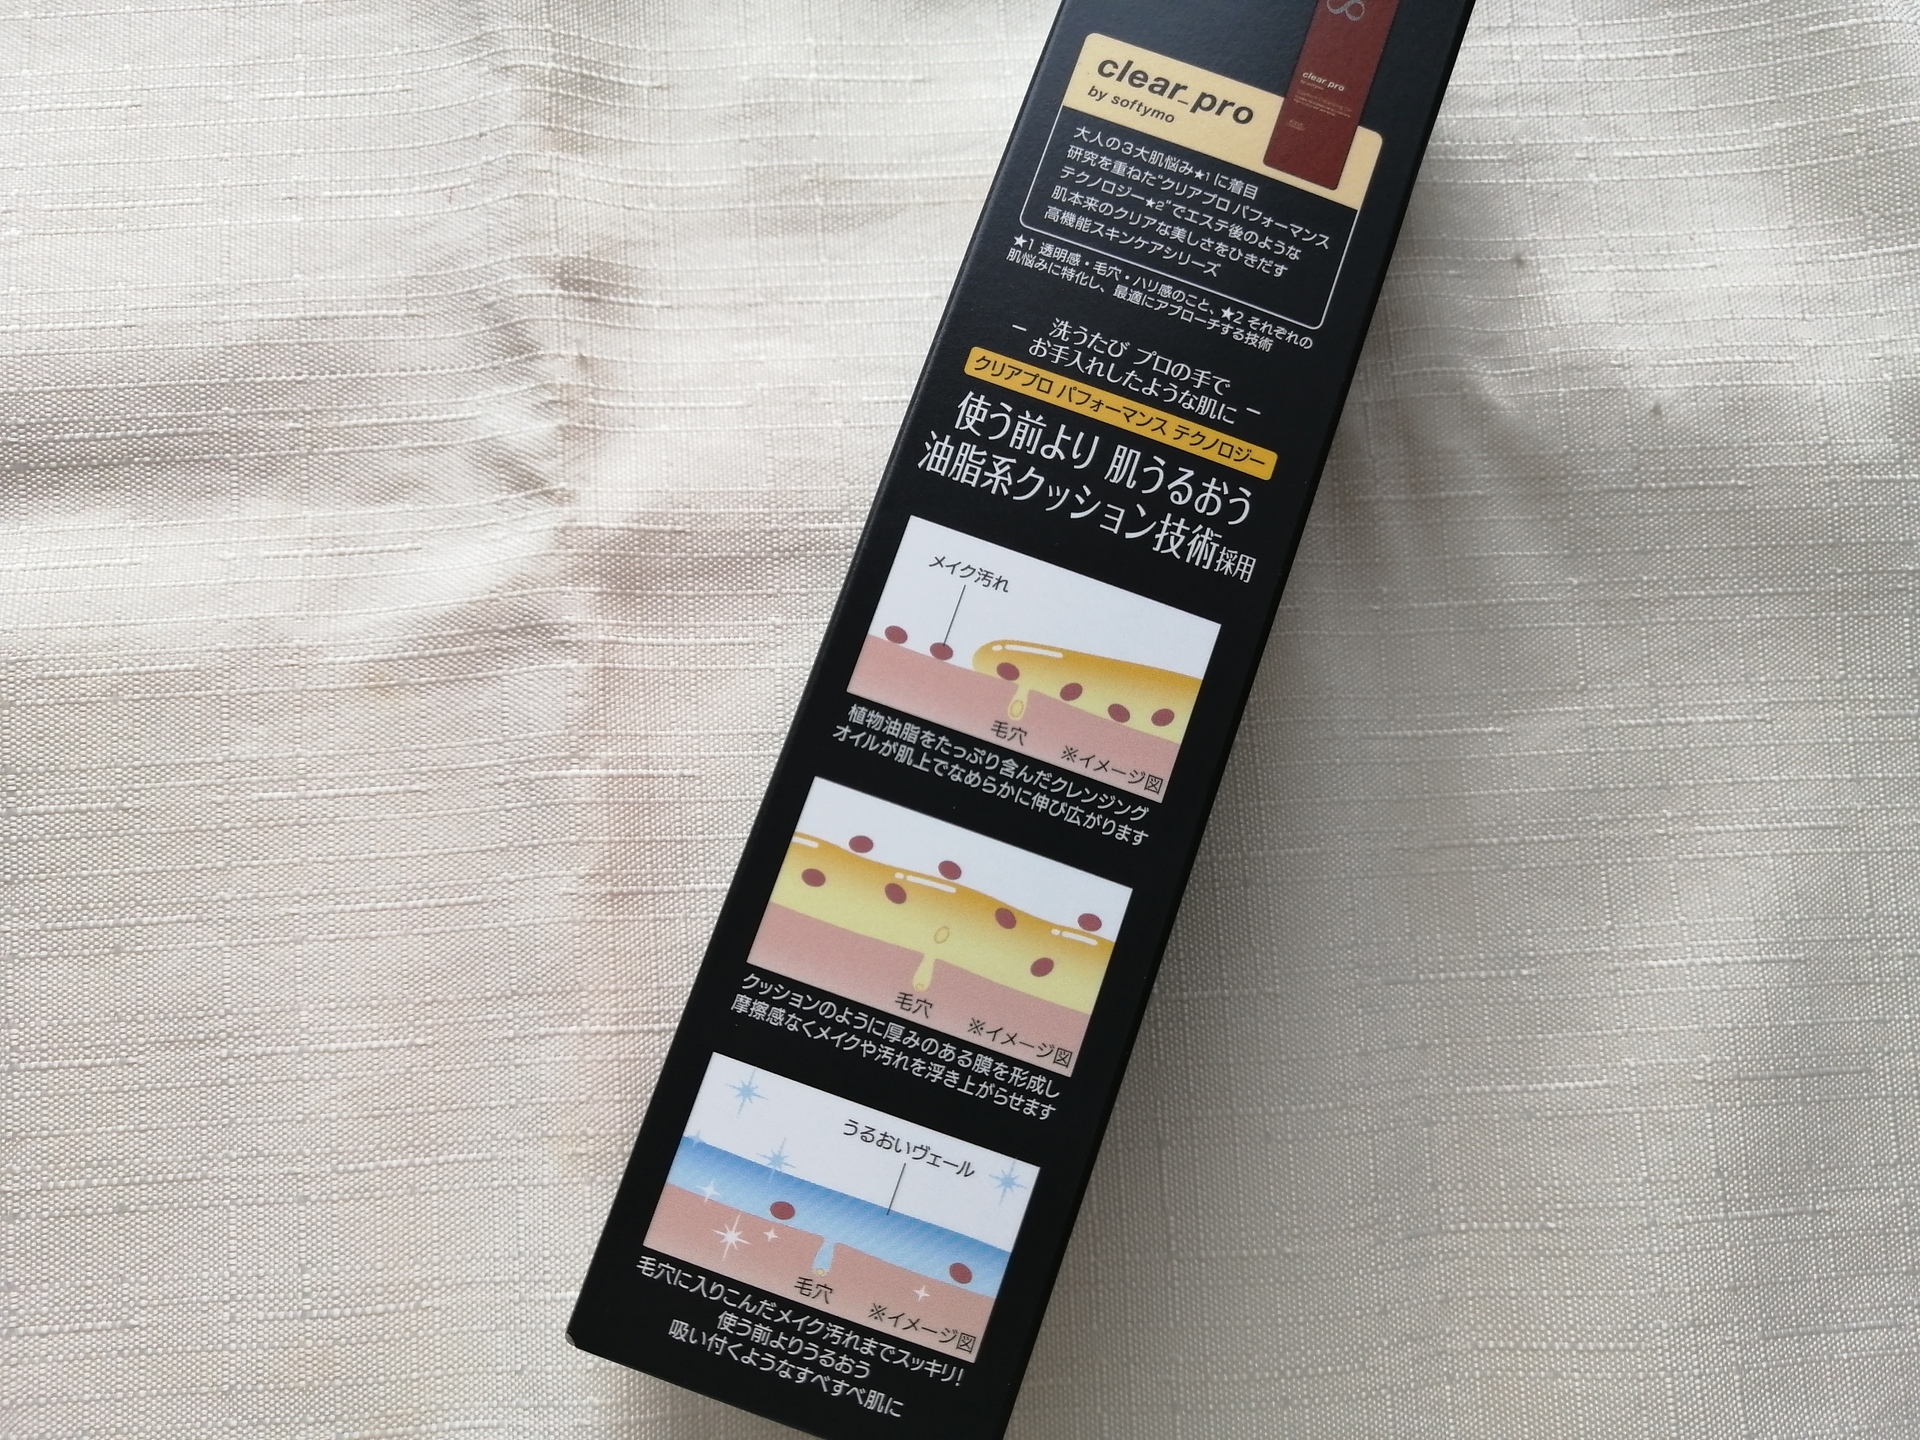 clear_pro
by softymo
clear_pro
大人の3大肌悩み★1に着目
研究を重ねた“クリアプロ パフォーマンス
テクノロジー★2”でエステ後のような
肌本来のクリアな美しさをひきだす
高機能スキンケアシリーズ
★1 透明感・毛穴・ハリ感のこと、★2 それぞれの
肌悩みに特化し、最適にアプローチする技術
洗うたび プロの手で
お手入れしたような肌に
クリアプロ パフォーマンス テクノロジー
使う前より 肌うるおう
油脂系クッション技術採用
メイク汚れ
毛穴
※イメージ図
植物油脂をたっぷり含んだクレンジング
オイルが肌上でなめらかに伸び広がります
毛穴
※イメージ図
クッションのように厚みのある膜を形成し
摩擦感なくメイクや汚れを浮き上がらせます
うるおいヴェール
毛穴
※イメージ図
毛穴に入りこんだメイク汚れまでスッキリ!
使う前よりうるおう
吸い付くようなすべすべ肌に